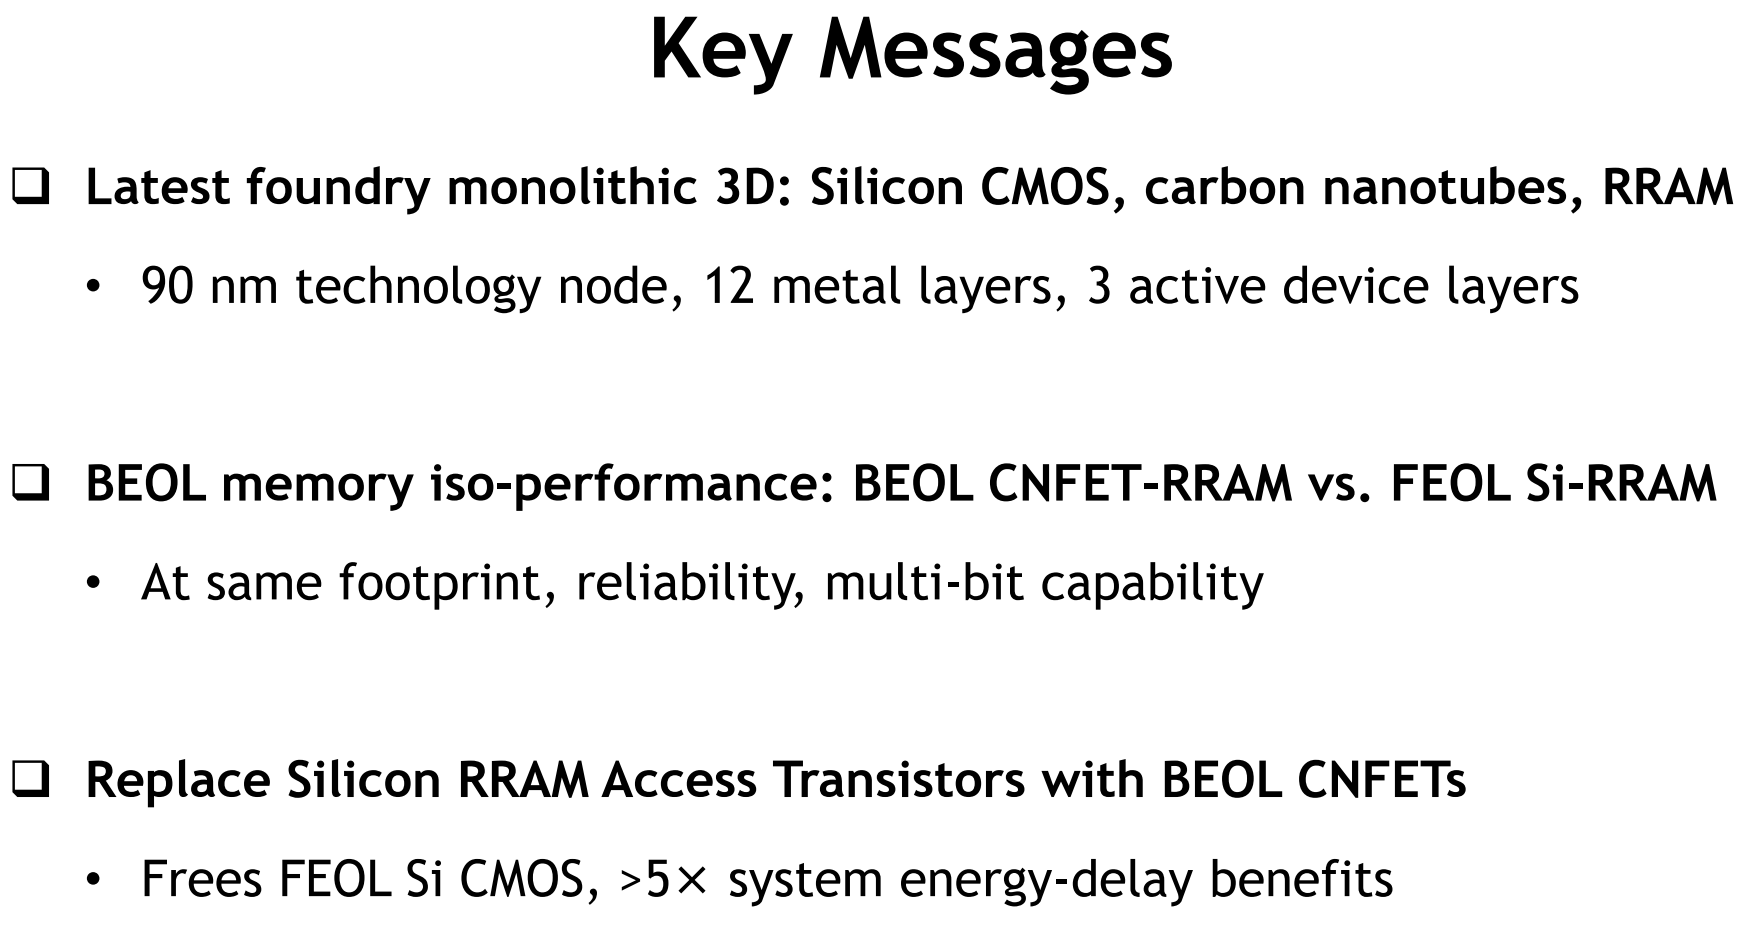 Key Messages
❑ Latest foundry monolithic 3D: Silicon CMOS, carbon nanotubes, RRAM
• 90 nm technology node, 12 metal layers, 3 active device layers
❑ BEOL memory iso-performance: BEOL CNFET-RRAM vs. FEOL Si-RRAM
• At same footprint, reliability, multi-bit capability
❑ Replace Silicon RRAM Access Transistors with BEOL CNFETs
• Frees FEOL Si CMOS, >5× system energy-delay benefits